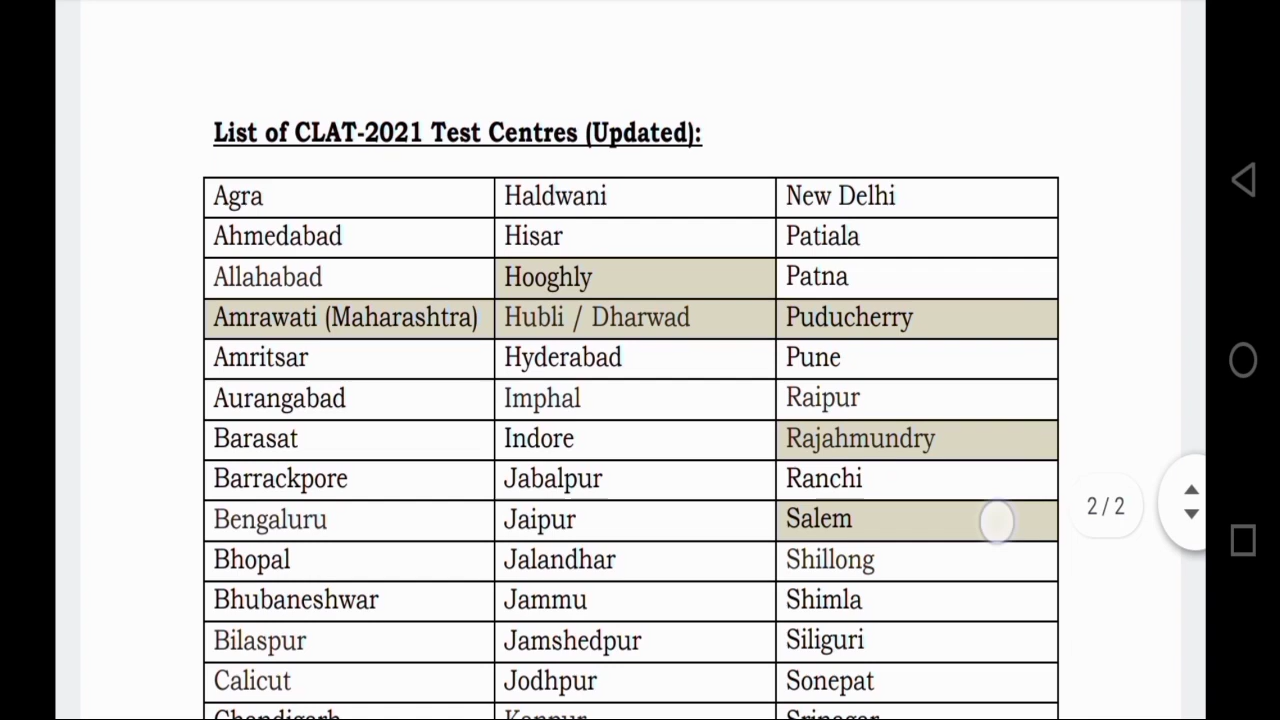 List of CLAT-2021 Test Centres (Updated):
Agra Haldwani New Delhi
Ahmedabad Hisar Patiala
Allahabad Hooghly Patna
Amrawati (Maharashtra) Hubli / Dharwad Puducherry
Amritsar Hyderabad Pune
Aurangabad Imphal Raipur
Barasat Indore Rajahmundry
Barrackpore Jabalpur Ranchi
Bengaluru Jaipur Salem
2 / 2
Bhopal Jalandhar Shillong
Bhubaneshwar Jammu Shimla
Bilaspur Jamshedpur Siliguri
Calicut Jodhpur Sonepat